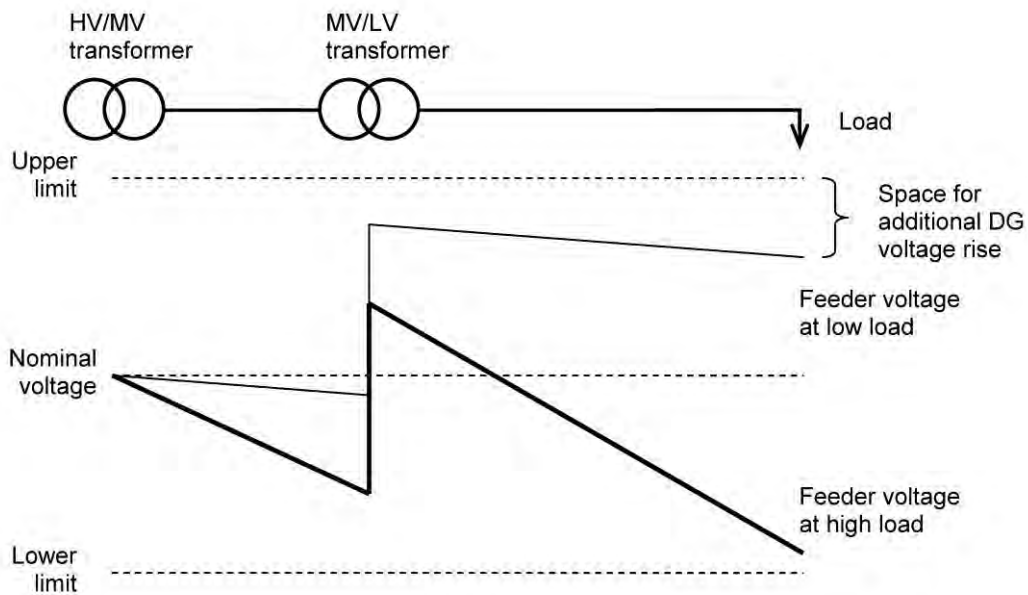 HV/MV
transformer
MV/LV
transformer
Load
Upper
limit
Space for
additional DG
voltage rise
Feeder voltage
at low load
Nominal
voltage
Feeder voltage
at high load
Lower
limit